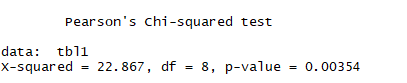 Pearson's Chi-squared test
data:  tbl1
X-squared = 22.867, df = 8, p-value = 0.00354